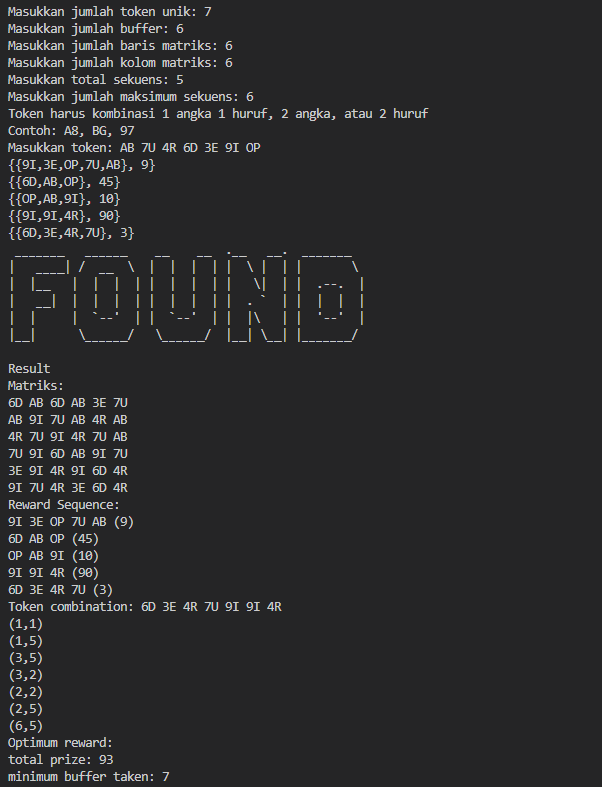 Masukkan jumlah token unik: 7
Masukkan jumlah buffer: 6
Masukkan jumlah baris matriks: 6
Masukkan jumlah kolom matriks: 6
Masukkan total sekuens: 5
Masukkan jumlah maksimum sekuens: 6
Token harus kombinasi 1 angka 1 huruf, 2 angka, atau 2 huruf
Contoh: A8, BG, 97
Masukkan token: AB 7U 4R 6D 3E 9I OP
{{9I,3E,OP,7U,AB}, 9}
{{6D,AB,OP}, 45}
{{OP,AB,9I}, 10}
{{9I,9I,4R}, 90}
{{6D,3E,4R,7U}, 3}
FOUND
Result
Matriks:
6D AB 6D AB 3E 7U
AB 9I 7U AB 4R AB
4R 7U 9I 4R 7U AB
7U 9I 6D AB 9I 7U
3E 9I 4R 9I 6D 4R
9I 7U 4R 3E 6D 4R
Reward Sequence:
9I 3E OP 7U AB (9)
6D AB OP (45)
OP AB 9I (10)
9I 9I 4R (90)
6D 3E 4R 7U (3)
Token combination: 6D 3E 4R 7U 9I 9I 4R
(1,1)
(1,5)
(3,5)
(3,2)
(2,2)
(2,5)
(6,5)
Optimum reward:
total prize: 93
minimum buffer taken: 7